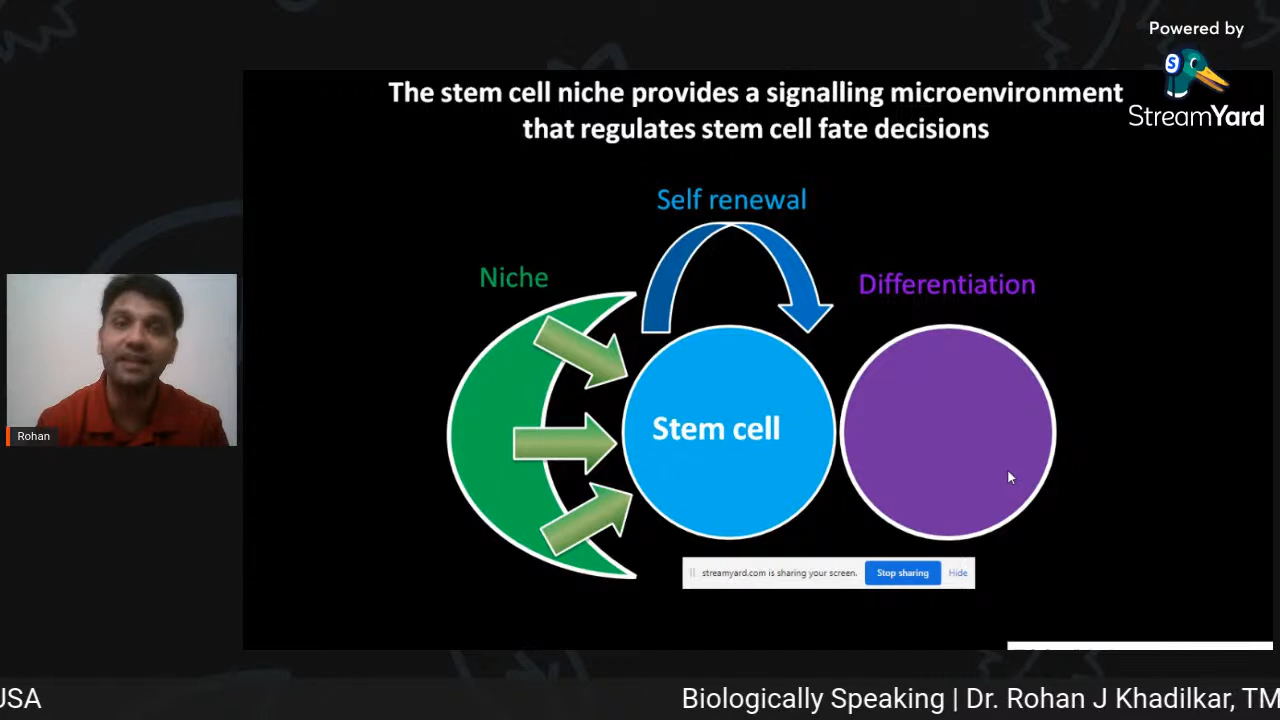 Powered by
StreamYard
The stem cell niche provides a signalling microenvironment
that regulates stem cell fate decisions
Self renewal
Niche
Differentiation
Stem cell
Rohan
streamyard.com is sharing your screen.
Stop sharing
Hide
USA
Biologically Speaking | Dr. Rohan J Khadilkar, TM